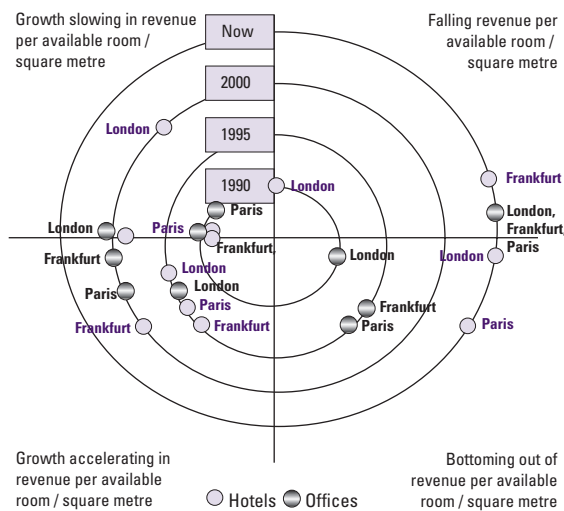 Growth slowing in revenue
per available room /
square metre
Now
Falling revenue per
available room /
square metre
2000
London
1995
1990
London
Frankfurt
Paris
London
Paris
Frankfurt,
London,
Frankfurt,
Paris
Frankfurt
London
London
London
London
Paris
Paris
Frankfurt
Frankfurt
Frankfurt
Paris
Paris
Growth accelerating in
revenue per available
room / square metre
Hotels
Offices
Bottoming out of
revenue per available
room / square metre